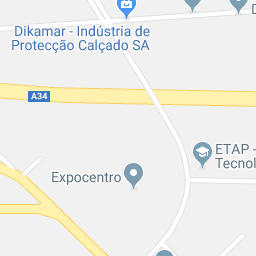 Dikamar - Indústria de
Protecção Calçado SA
A34
ETAP -
Tecnol
Expocentro